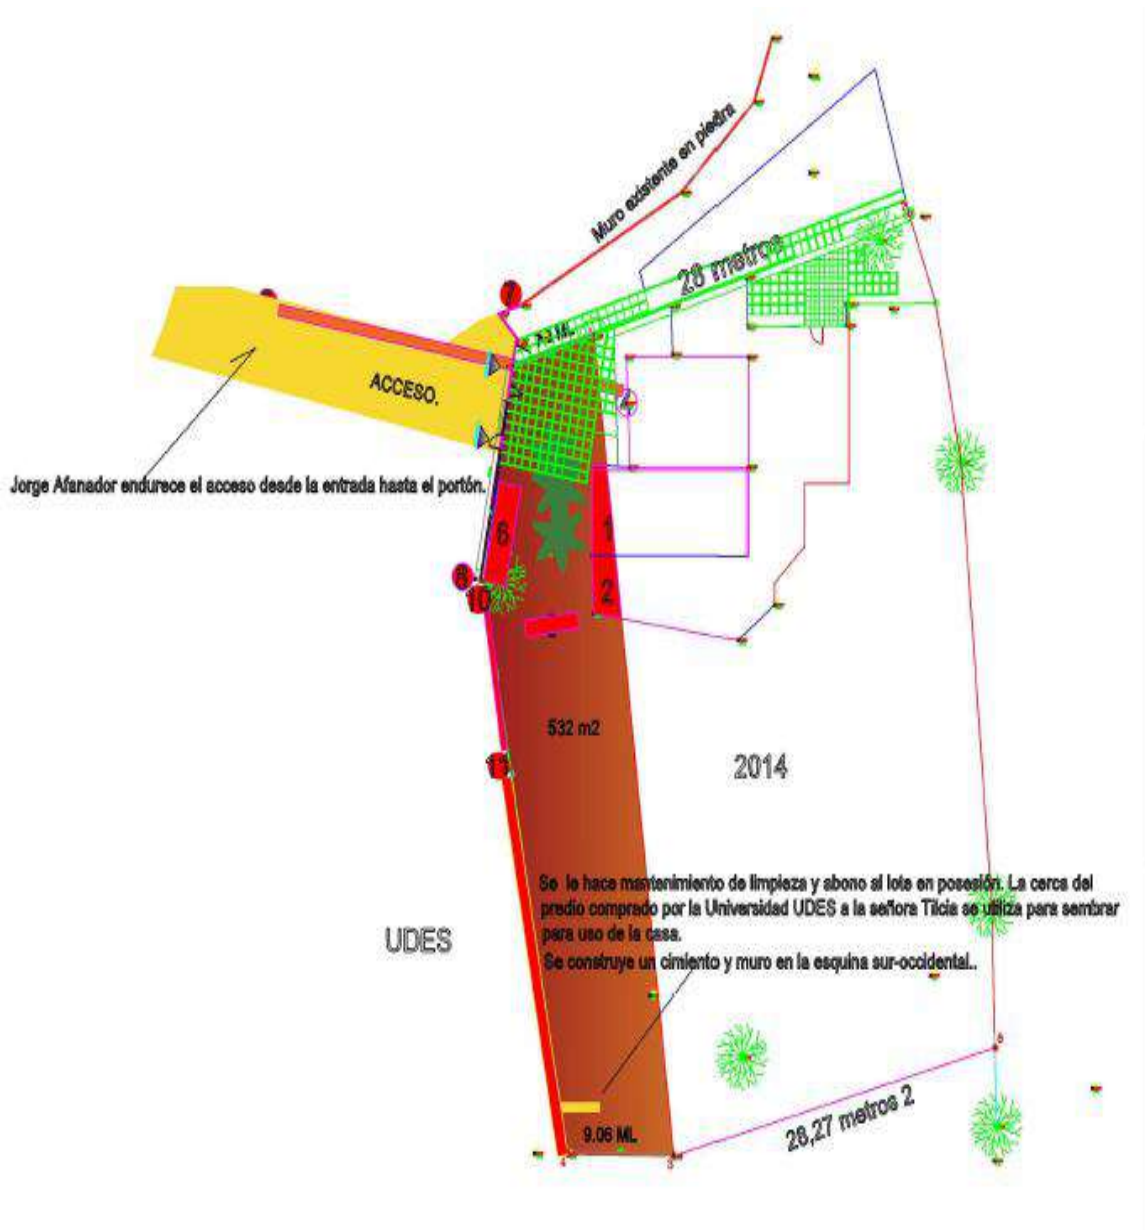 Muro existente en piedra
28 metros
7
7.2 ML
ACCESO.
Jorge Afanador endurece el acceso desde la entrada hasta el portón.
6
1
8
10
2
532 m2
11
2014
Se le hace mantenimiento de limpieza y abono al lote en posesión. La cerca del
predio comprado por la Universidad UDES a la señora Tilcia se utiliza para sembrar
para uso de la casa.
UDES
Se construye un cimiento y muro en la esquina sur-occidental..
28,27 metros 2
9.06 ML
4